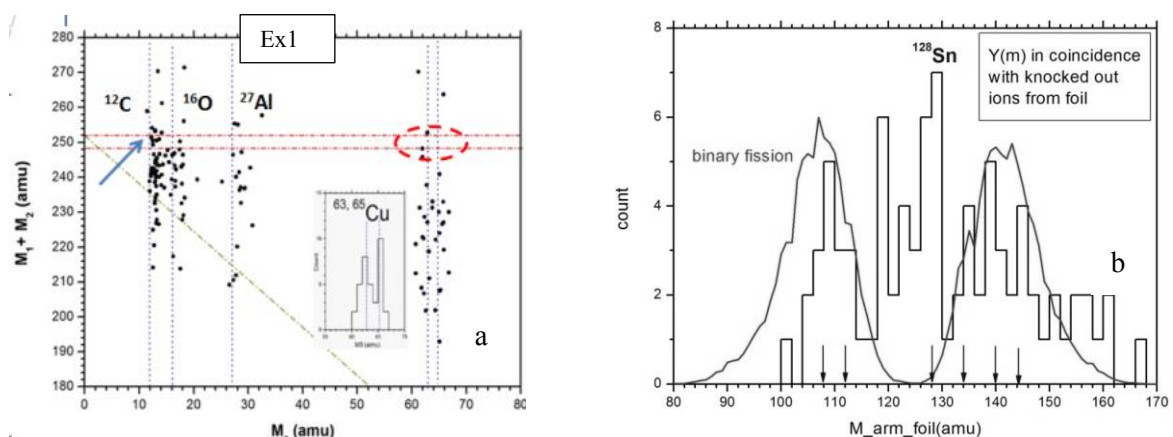 Ex1
280
270
260
250
240
230
220
210
200
190
180
M₁ + M₂ (amu)
¹²C
¹⁶O
²⁷Al
⁶³,⁶⁵Cu
Count
a
0 10 20 30 40 50 60 70 80
(amu)
8
6
4
2
0
count
¹²⁸Sn
Y(m) in coincidence
with knocked out
ions from foil
binary fission
b
80 90 100 110 120 130 140 150 160 170
M_arm_foil(amu)